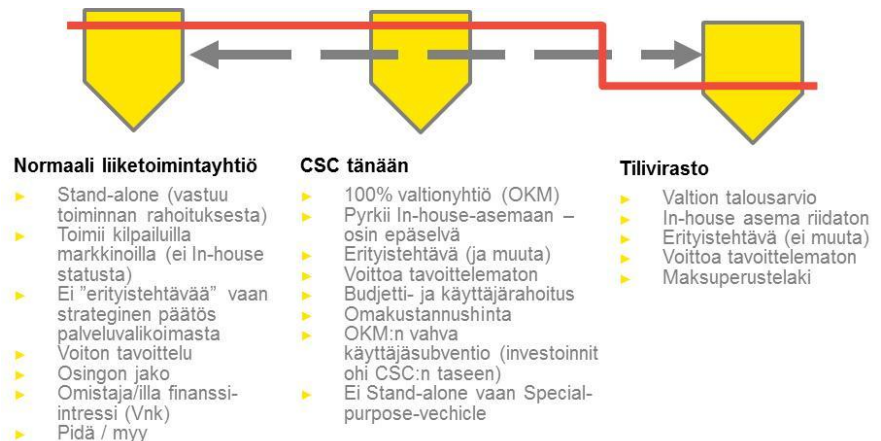 Normaali liiketoimintayhtiö
Stand-alone (vastuu
toiminnan rahoituksesta)
Toimii kilpailuilla
markkinoilla (ei In-house
statusta)
Ei "erityistehtävää" vaan
strateginen päätös
palveluvalikoimasta
Voiton tavoittelu
Osingon jako
Omistaja/illa finanssi-
intressi (Vnk)
Pidä / myy
CSC tänään
100% valtionyhtiö (OKM)
Pyrkii In-house-asemaan –
osin epäselvä
Erityistehtävä (ja muuta)
Voittoa tavoittelematon
Budjetti- ja käyttäjärahoitus
Omakustannushinta
OKM:n vahva
käyttäjäsubventio (investoinnit
ohi CSC:n taseen)
Ei Stand-alone vaan Special-
purpose-vechicle
Tilivirasto
Valtion talousarvio
In-house asema riidaton
Erityistehtävä (ei muuta)
Voittoa tavoittelematon
Maksuperustelaki